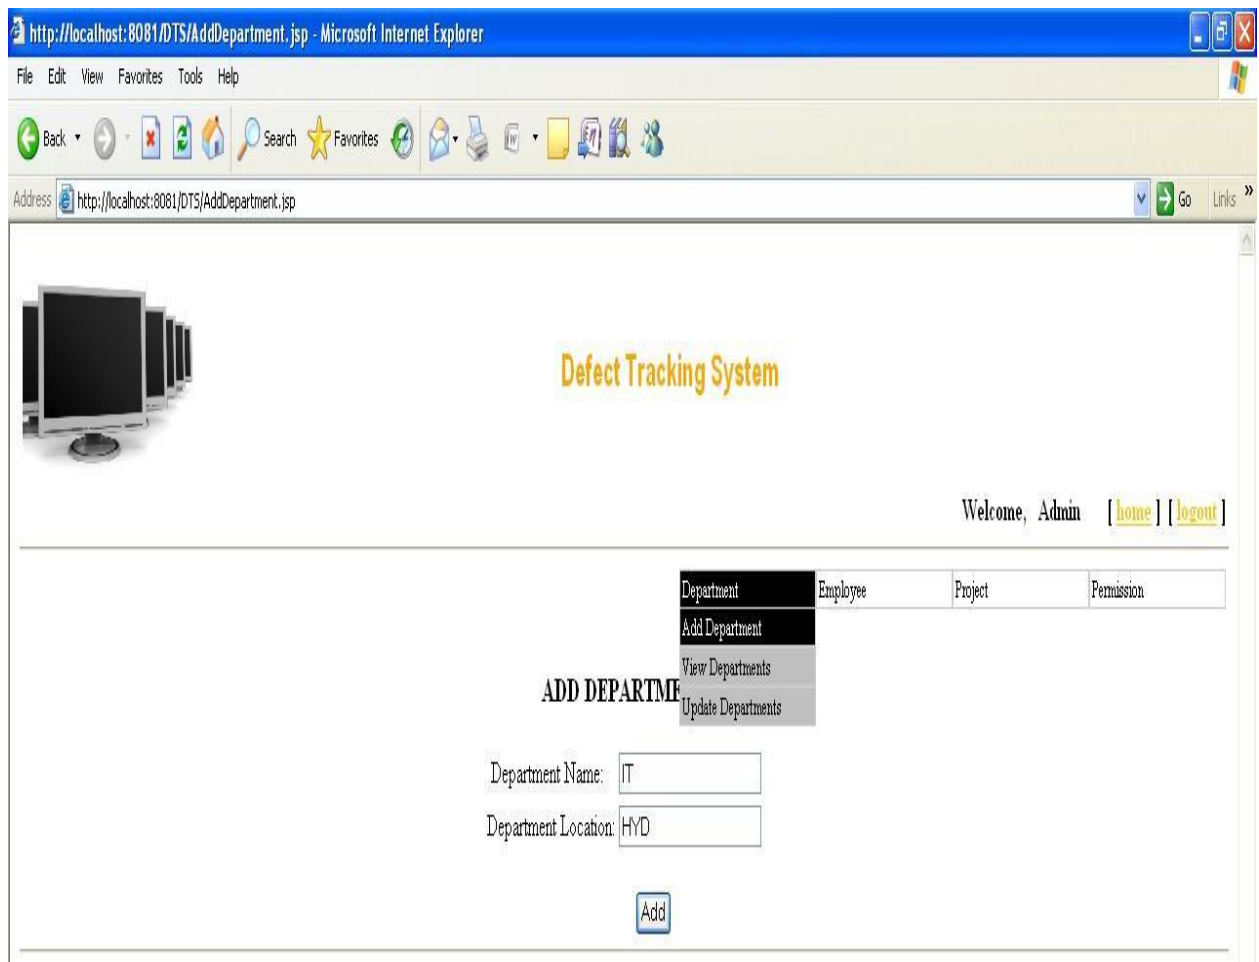 http://localhost:8081/DTS/AddDepartment.jsp - Microsoft Internet Explorer
File Edit View Favorites Tools Help
Back Search Favorites
Address http://localhost:8081/DTS/AddDepartment.jsp Go Links »
Defect Tracking System
Welcome, Admin [ home ] [ logout ]
Department Employee Project Permission
Add Department
View Departments
ADD DEPARTME
Update Departments
Department Name: IT
Department Location: HYD
Add